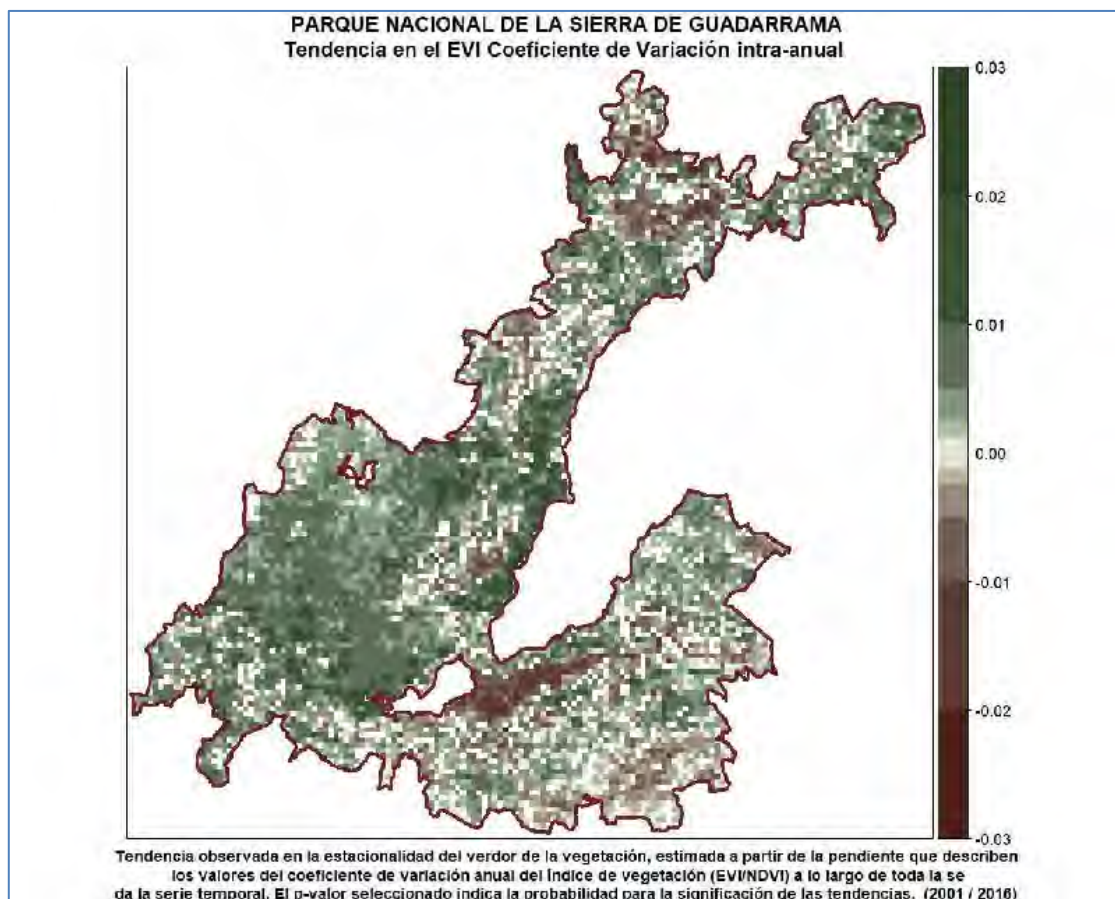 PARQUE NACIONAL DE LA SIERRA DE GUADARRAMA
Tendencia en el EVI Coeficiente de Variación intra-anual
0.03
0.02
0.01
0.00
-0.01
-0.02
-0.03
Tendencia observada en la estacionalidad del verdor de la vegetación, estimada a partir de la pendiente que describen
los valores del coeficiente de variación anual del índice de vegetación (EVI/NDVI) a lo largo de toda la se
da la serie temporal. El p-valor seleccionado indica la probabilidad para la significación de las tendencias. (2001 / 2016)